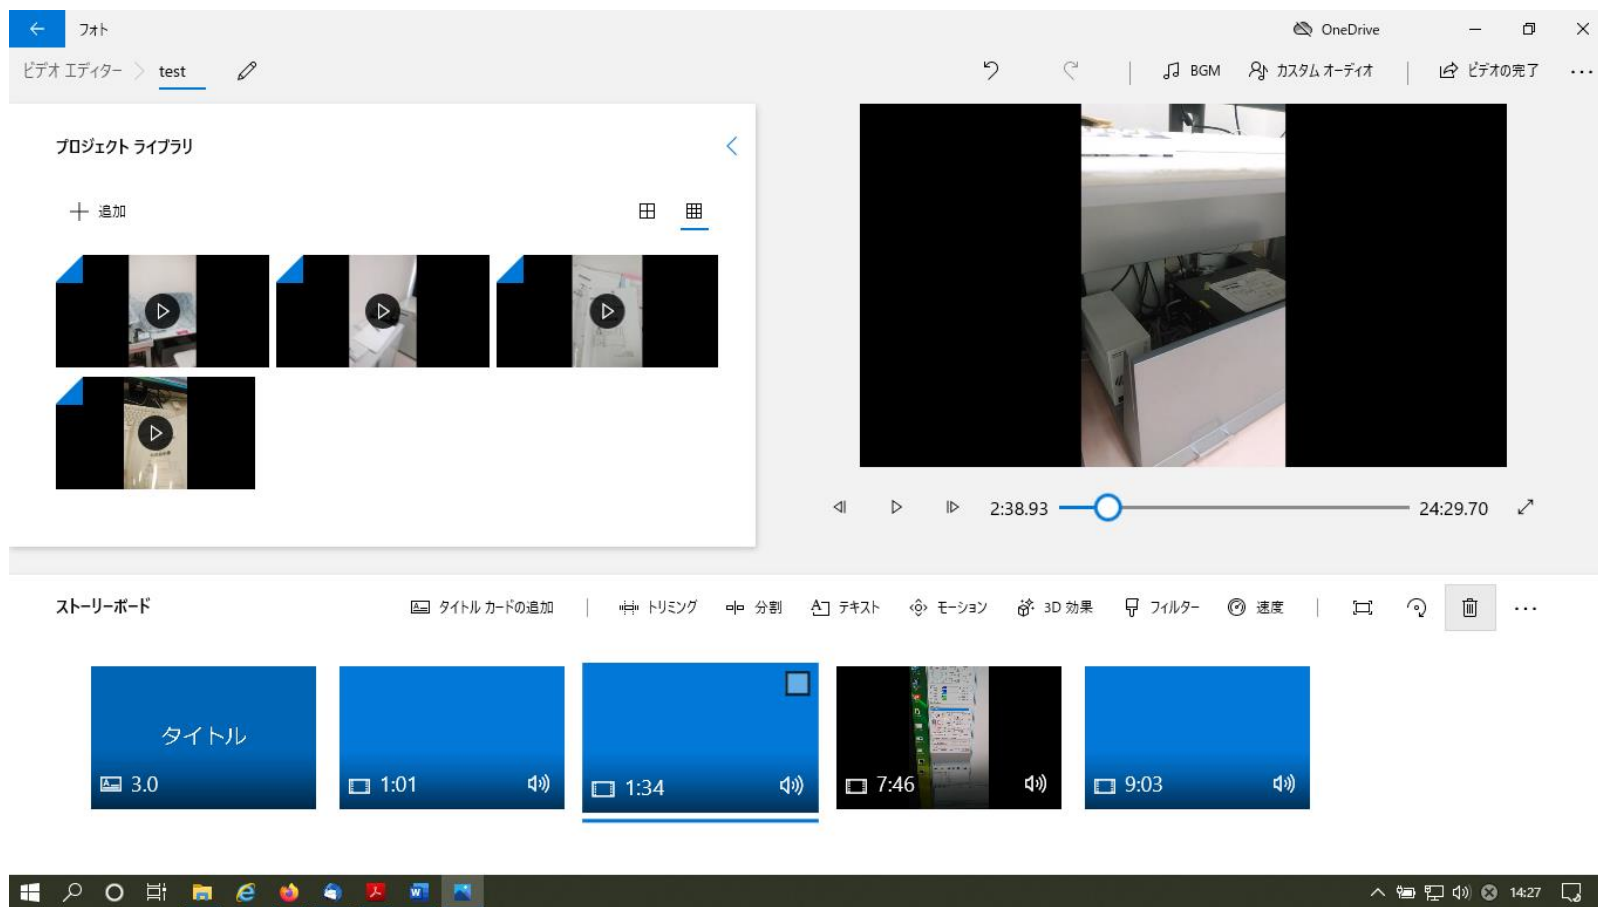 フォト
OneDrive
ビデオ エディター
test
BGM
カスタム オーディオ
ビデオの完了
プロジェクト ライブラリ
追加
2:38.93
24:29.70
ストーリーボード
タイトル カードの追加
トリミング
分割
テキスト
モーション
3D 効果
フィルター
速度
タイトル
3.0
1:01
1:34
7:46
9:03
14:27